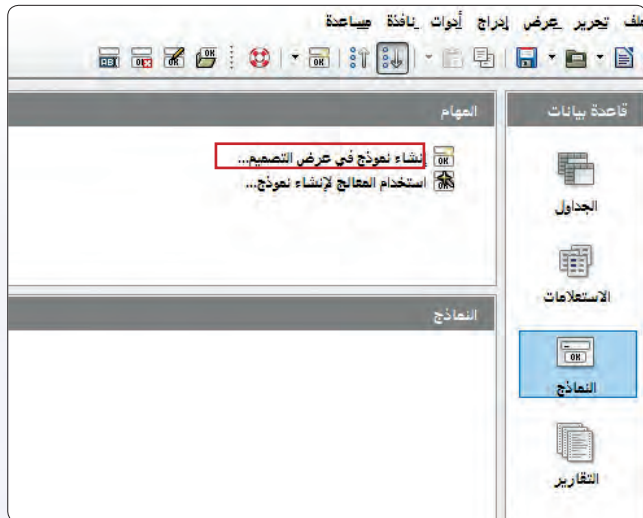 ملف تحرير عرض إدراج أدوات نافذة مساعدة
قاعدة بيانات
الجداول
الاستعلامات
النماذج
التقارير
المهام
إنشاء نموذج في عرض التصميم...
استخدام المعالج لإنشاء نموذج...
النماذج